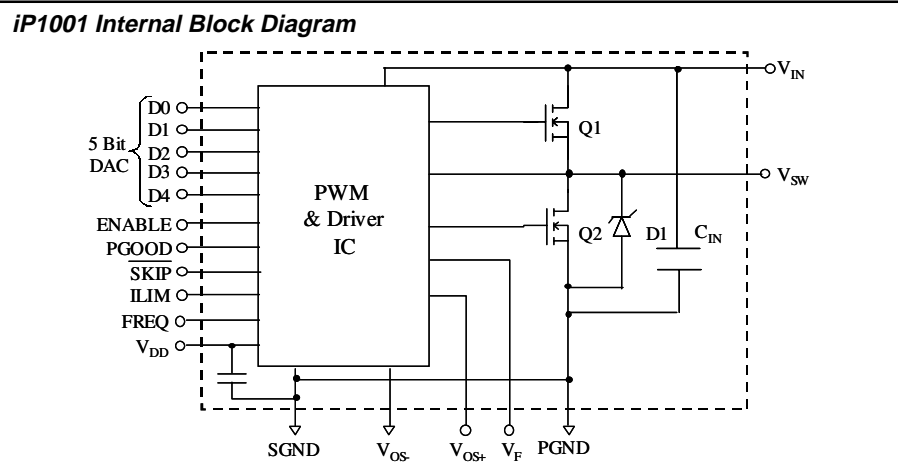 iP1001 Internal Block Diagram
VIN
D0
D1
5 Bit
DAC
D2
D3
D4
ENABLE
PGOOD
SKIP
ILIM
FREQ
VDD
PWM
& Driver
IC
Q1
VSW
Q2
D1
CIN
SGND
VOS-
VOS+
VF
PGND